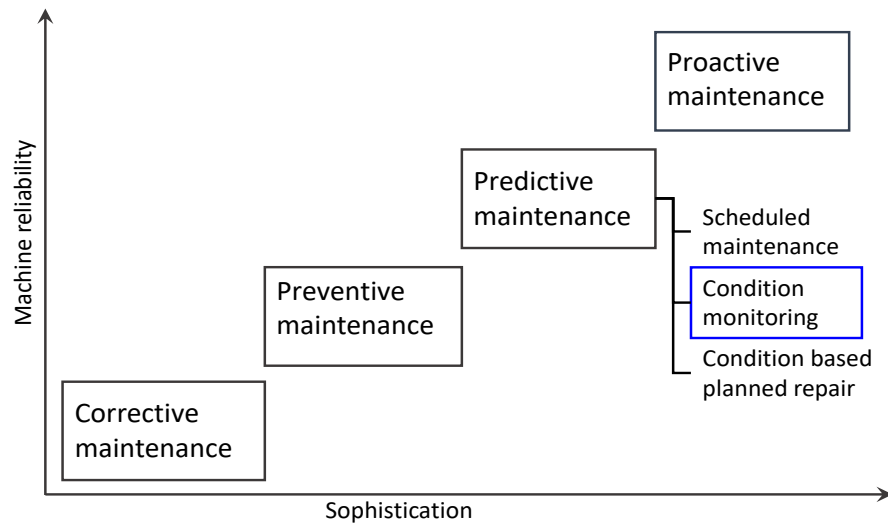 Proactive
maintenance
Predictive
maintenance
Scheduled
maintenance
Condition
monitoring
Condition based
planned repair
Preventive
maintenance
Corrective
maintenance
Machine reliability
Sophistication